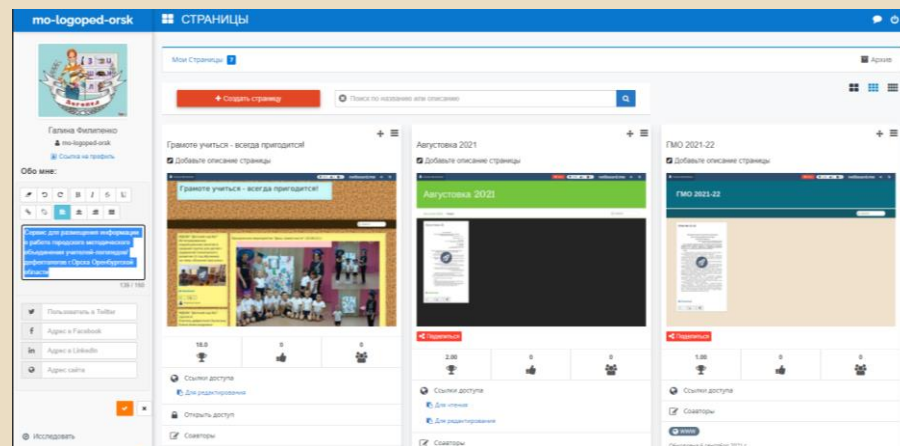 mo-logoped-orsk
СТРАНИЦЫ
Мои Страницы
Архив
+ Создать страницу
Поиск по названию или описанию
Галина Филипенко
mo-logoped-orsk
Ссылка на профиль
Обо мне:
Сервис для размещения информации
о работе городского методического
объединения учителей-логопедов/
дефектологов г.Орска Оренбургской
области
Пользователь в Twitter
Адрес в Facebook
Адрес в LinkedIn
Адрес сайта
Исследовать
Грамоте учиться - всегда пригодится!
Добавьте описание страницы
Грамоте учиться - всегда пригодится!
18.0
0
0
Ссылки доступа
Для редактирования
Открыть доступ
Соавторы
Августовка 2021
Добавьте описание страницы
Августовка 2021
Поделиться
2.00
0
0
Ссылки доступа
Для чтения
Для редактирования
Соавторы
ГМО 2021-22
Добавьте описание страницы
ГМО 2021-22
Поделиться
1.00
0
0
Ссылки доступа
Соавторы
www